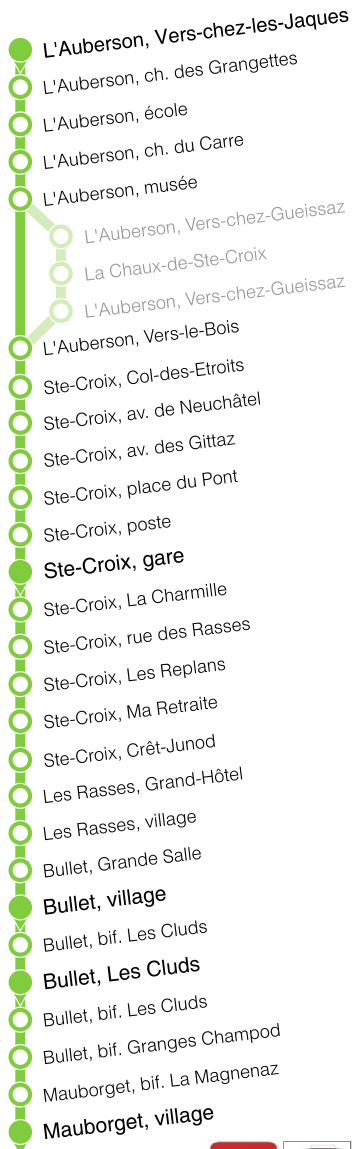 L'Auberson, Vers-chez-les-Jaques
L'Auberson, ch. des Grangettes
L'Auberson, école
L'Auberson, ch. du Carre
L'Auberson, musée
L'Auberson, Vers-chez-Gueissaz
La Chaux-de-Ste-Croix
L'Auberson, Vers-chez-Gueissaz
L'Auberson, Vers-le-Bois
Ste-Croix, Col-des-Etroits
Ste-Croix, av. de Neuchâtel
Ste-Croix, av. des Gittaz
Ste-Croix, place du Pont
Ste-Croix, poste
Ste-Croix, gare
Ste-Croix, La Charmille
Ste-Croix, rue des Rasses
Ste-Croix, Les Replans
Ste-Croix, Ma Retraite
Ste-Croix, Crêt-Junod
Les Rasses, Grand-Hôtel
Les Rasses, village
Bullet, Grande Salle
Bullet, village
Bullet, bif. Les Cluds
Bullet, Les Cluds
Bullet, bif. Les Cluds
Bullet, bif. Granges Champod
Mauborget, bif. La Magnenaz
Mauborget, village